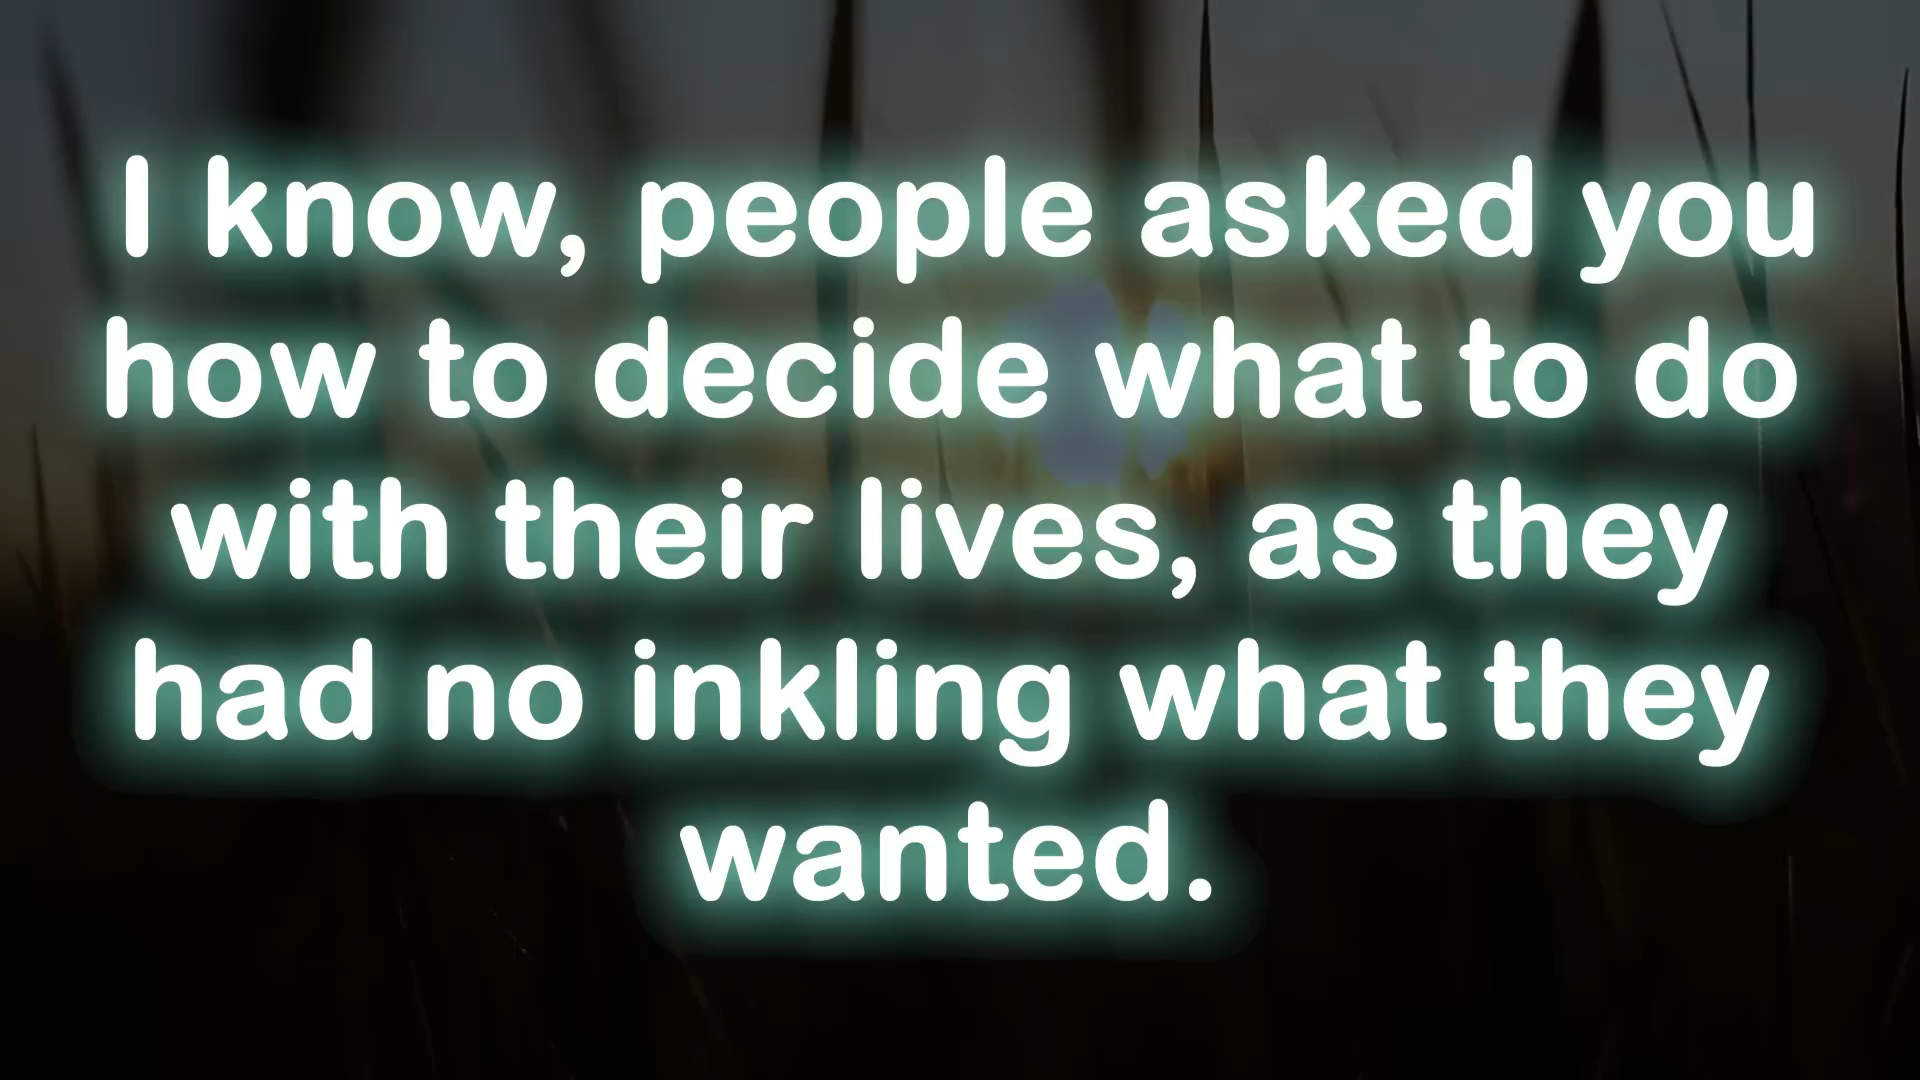 I know, people asked you
how to decide what to do
with their lives, as they
had no inkling what they
wanted.